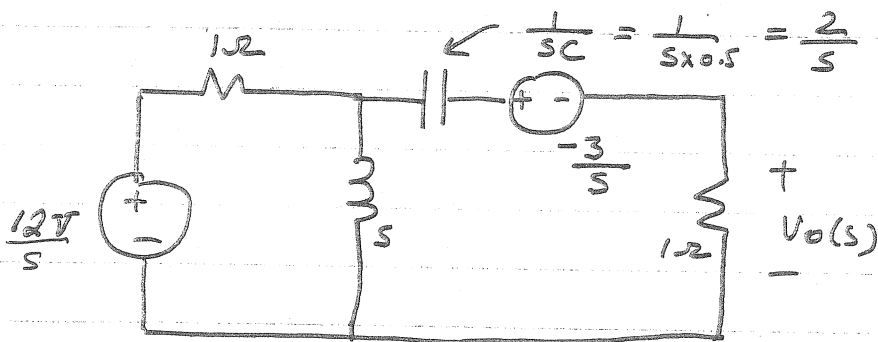 1Ω
1/SC = 1/S×0.5 = 2/S
+ -
-3/S
12V/S
+
-
S
1Ω
+
Vo(s)
-